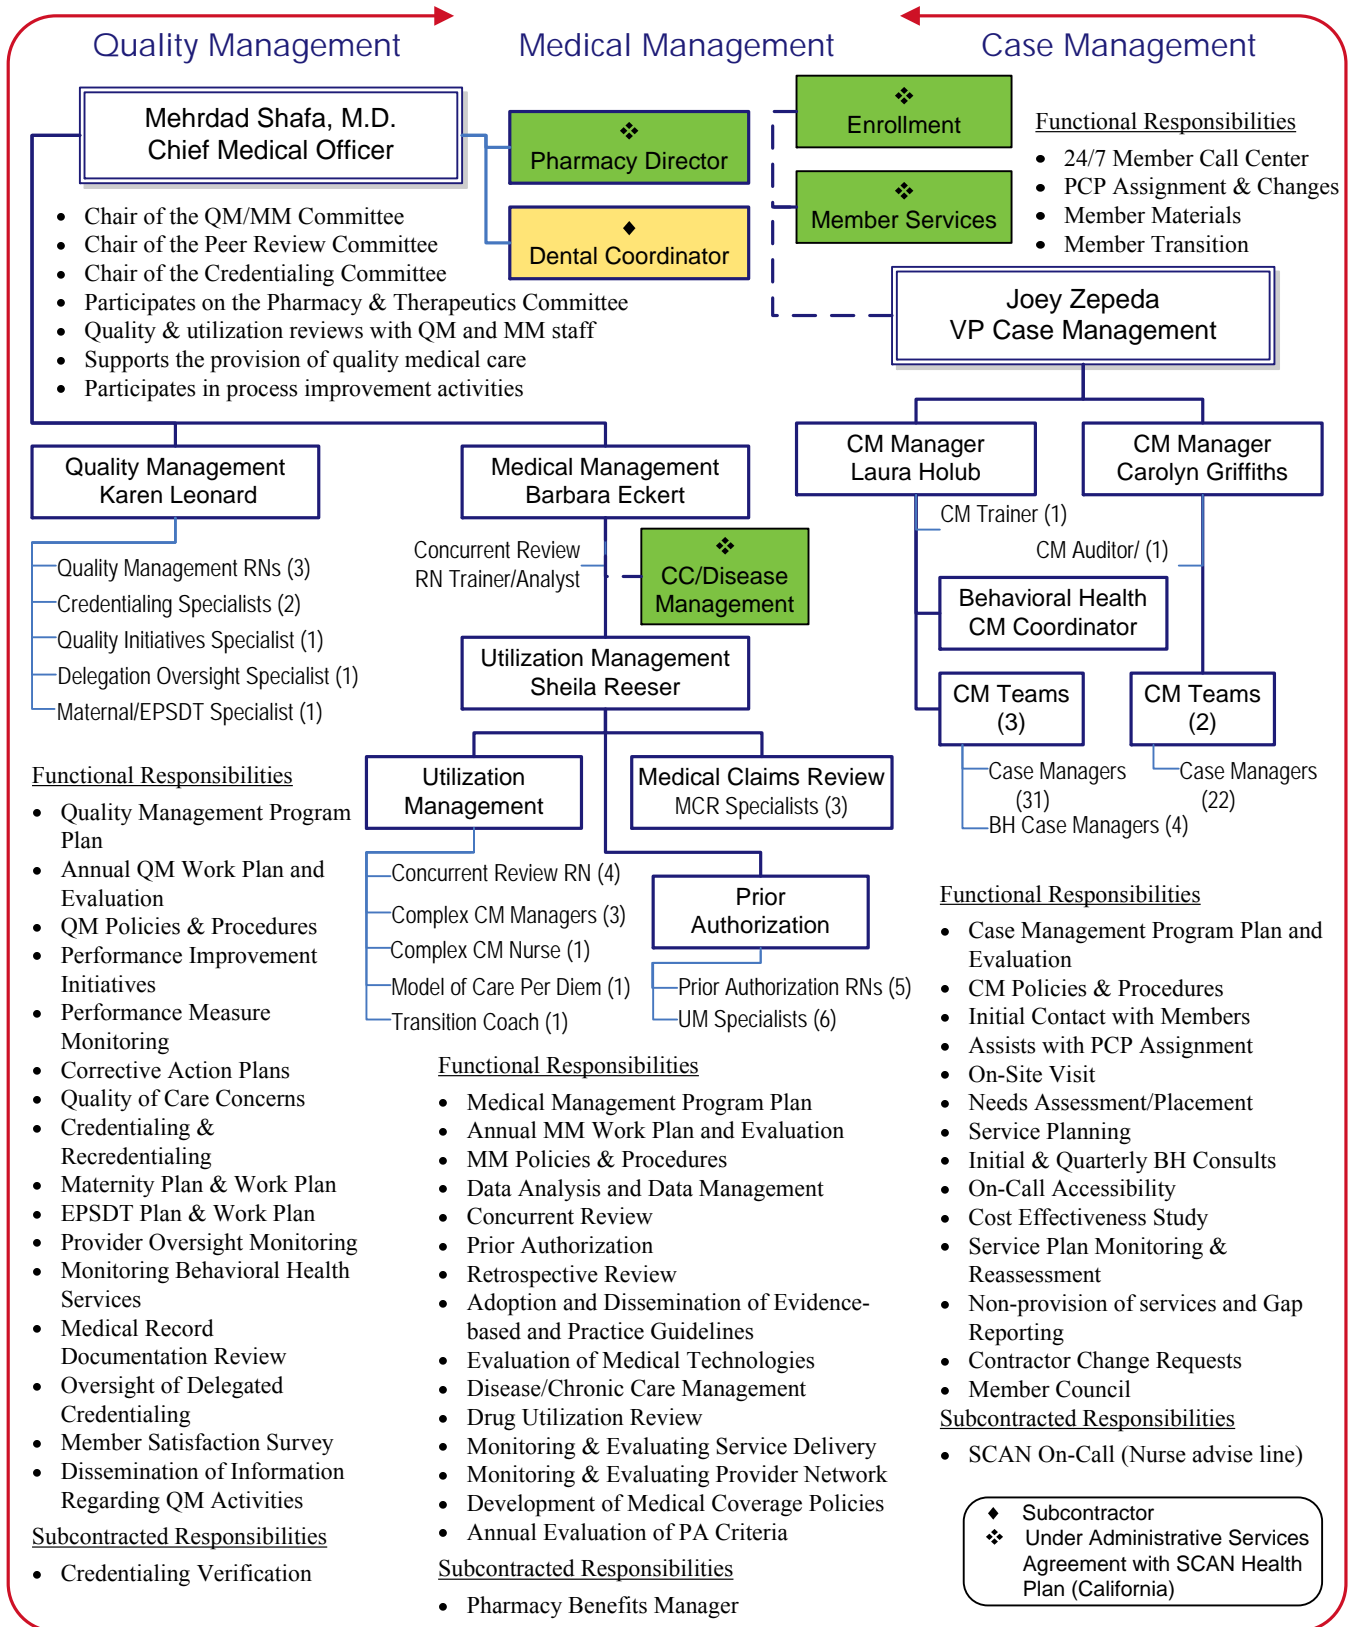 Quality Management
Medical Management
Case Management
Mehrdad Shafa, M.D.
Chief Medical Officer
❖
Pharmacy Director
♦
Dental Coordinator
❖
Enrollment
❖
Member Services
Functional Responsibilities
• 24/7 Member Call Center
• PCP Assignment & Changes
• Member Materials
• Member Transition
• Chair of the QM/MM Committee
• Chair of the Peer Review Committee
• Chair of the Credentialing Committee
• Participates on the Pharmacy & Therapeutics Committee
• Quality & utilization reviews with QM and MM staff
• Supports the provision of quality medical care
• Participates in process improvement activities
Joey Zepeda
VP Case Management
Quality Management
Karen Leonard
Quality Management RNs (3)
Credentialing Specialists (2)
Quality Initiatives Specialist (1)
Delegation Oversight Specialist (1)
Maternal/EPSDT Specialist (1)
Medical Management
Barbara Eckert
Concurrent Review
RN Trainer/Analyst
❖
CC/Disease
Management
Utilization Management
Sheila Reeser
Utilization
Management
Medical Claims Review
MCR Specialists (3)
Concurrent Review RN (4)
Complex CM Managers (3)
Complex CM Nurse (1)
Model of Care Per Diem (1)
Transition Coach (1)
Prior
Authorization
Prior Authorization RNs (5)
UM Specialists (6)
CM Manager
Laura Holub
CM Trainer (1)
Behavioral Health
CM Coordinator
CM Teams
(3)
Case Managers
(31)
BH Case Managers (4)
CM Manager
Carolyn Griffiths
CM Auditor/ (1)
CM Teams
(2)
Case Managers
(22)
Functional Responsibilities
• Quality Management Program
Plan
• Annual QM Work Plan and
Evaluation
• QM Policies & Procedures
• Performance Improvement
Initiatives
• Performance Measure
Monitoring
• Corrective Action Plans
• Quality of Care Concerns
• Credentialing &
Recredentialing
• Maternity Plan & Work Plan
• EPSDT Plan & Work Plan
• Provider Oversight Monitoring
• Monitoring Behavioral Health
Services
• Medical Record
Documentation Review
• Oversight of Delegated
Credentialing
• Member Satisfaction Survey
• Dissemination of Information
Regarding QM Activities
Subcontracted Responsibilities
• Credentialing Verification
Functional Responsibilities
• Medical Management Program Plan
• Annual MM Work Plan and Evaluation
• MM Policies & Procedures
• Data Analysis and Data Management
• Concurrent Review
• Prior Authorization
• Retrospective Review
• Adoption and Dissemination of Evidence-
based and Practice Guidelines
• Evaluation of Medical Technologies
• Disease/Chronic Care Management
• Drug Utilization Review
• Monitoring & Evaluating Service Delivery
• Monitoring & Evaluating Provider Network
• Development of Medical Coverage Policies
• Annual Evaluation of PA Criteria
Subcontracted Responsibilities
• Pharmacy Benefits Manager
Functional Responsibilities
• Case Management Program Plan and
Evaluation
• CM Policies & Procedures
• Initial Contact with Members
• Assists with PCP Assignment
• On-Site Visit
• Needs Assessment/Placement
• Service Planning
• Initial & Quarterly BH Consults
• On-Call Accessibility
• Cost Effectiveness Study
• Service Plan Monitoring &
Reassessment
• Non-provision of services and Gap
Reporting
• Contractor Change Requests
• Member Council
Subcontracted Responsibilities
• SCAN On-Call (Nurse advise line)
♦ Subcontractor
❖ Under Administrative Services
Agreement with SCAN Health
Plan (California)